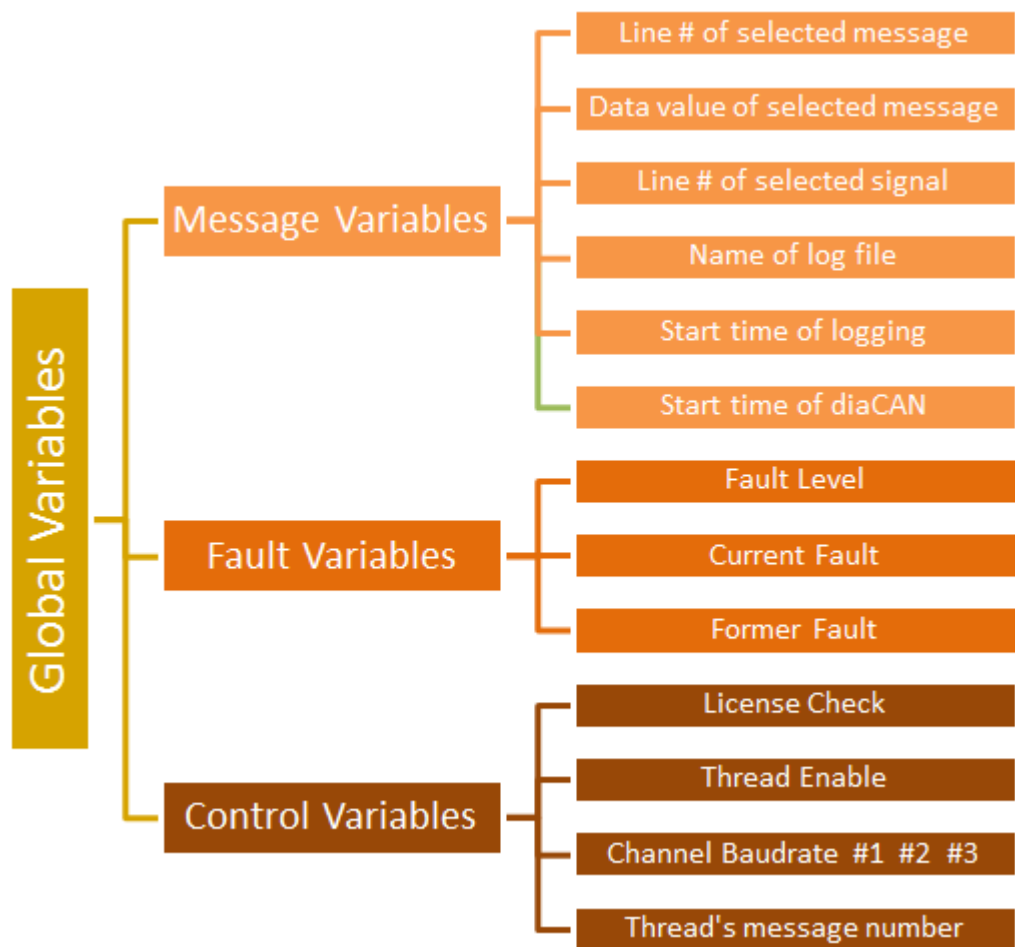 Global Variables
Message Variables
Line # of selected message
Data value of selected message
Line # of selected signal
Name of log file
Start time of logging
Start time of diaCAN
Fault Variables
Fault Level
Current Fault
Former Fault
Control Variables
License Check
Thread Enable
Channel Baudrate #1 #2 #3
Thread's message number